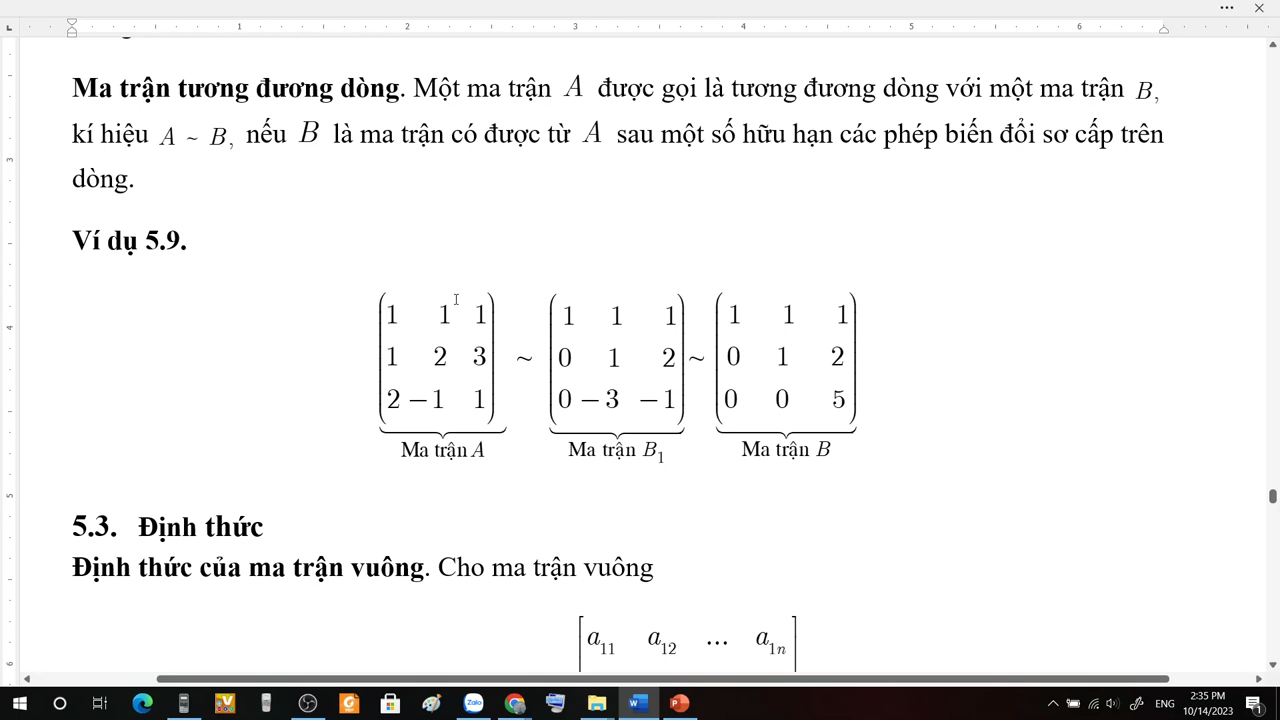 Ma trận tương đương dòng. Một ma trận A được gọi là tương đương dòng với một ma trận B,
kí hiệu A ~ B, nếu B là ma trận có được từ A sau một số hữu hạn các phép biến đổi sơ cấp trên
dòng.
Ví dụ 5.9.
1 1 1 1 1 1 1 1 1
1 2 3 ~ 0 1 2 ~ 0 1 2
2 −1 1 0 −3 −1 0 0 5
Ma trận A Ma trận B1 Ma trận B
5.3. Định thức
Định thức của ma trận vuông. Cho ma trận vuông
a11 a12 ... a1n
Zalo
ENG
2:35 PM
10/14/2023